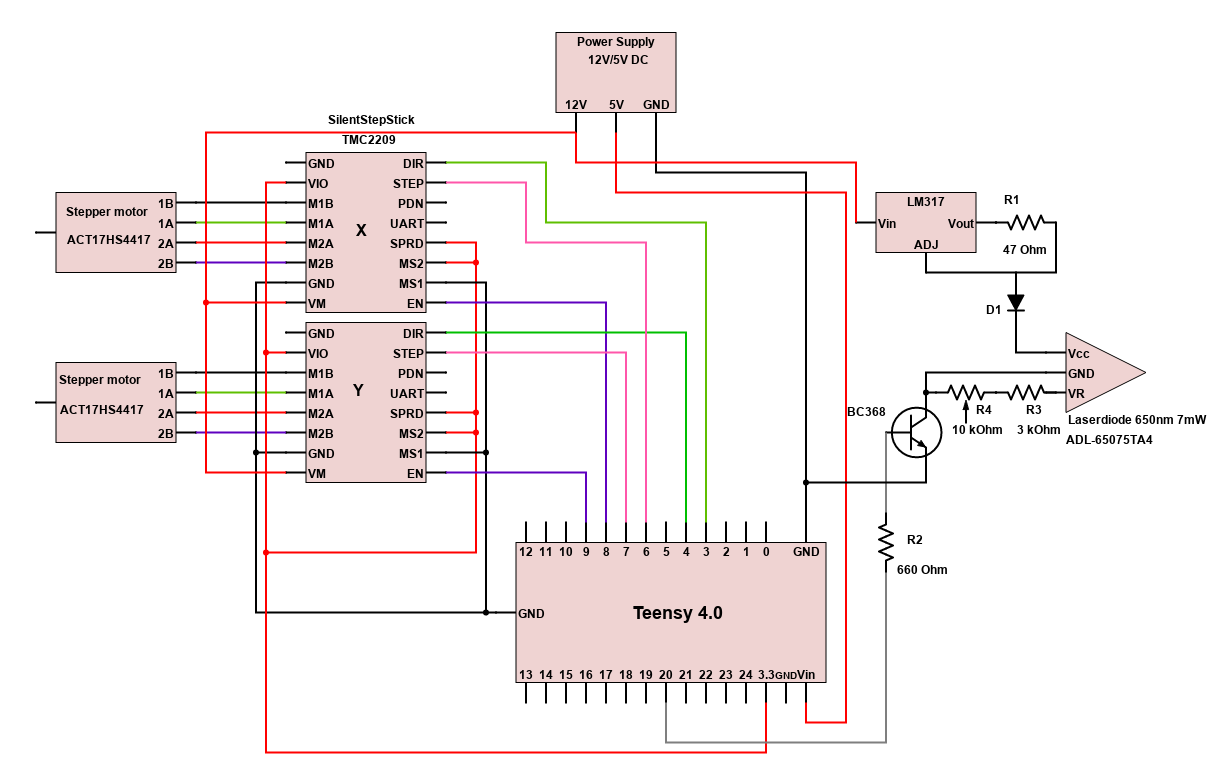 Power Supply
12V/5V DC
12V 5V GND
SilentStepStick
TMC2209
GND DIR
VIO STEP
M1B PDN
M1A UART
M2A SPRD
M2B MS2
GND MS1
VM EN
X
Stepper motor
ACT17HS4417
1B
1A
2A
2B
GND DIR
VIO STEP
M1B PDN
M1A UART
M2A SPRD
M2B MS2
GND MS1
VM EN
Y
Stepper motor
ACT17HS4417
1B
1A
2A
2B
LM317
Vin Vout
ADJ
R1
47 Ohm
D1
Vcc
GND
VR
BC368
R4
10 kOhm
R3
3 kOhm
Laserdiode 650nm 7mW
ADL-65075TA4
R2
660 Ohm
12 11 10 9 8 7 6 5 4 3 2 1 0 GND
GND
Teensy 4.0
13 14 15 16 17 18 19 20 21 22 23 24 3.3 GND Vin